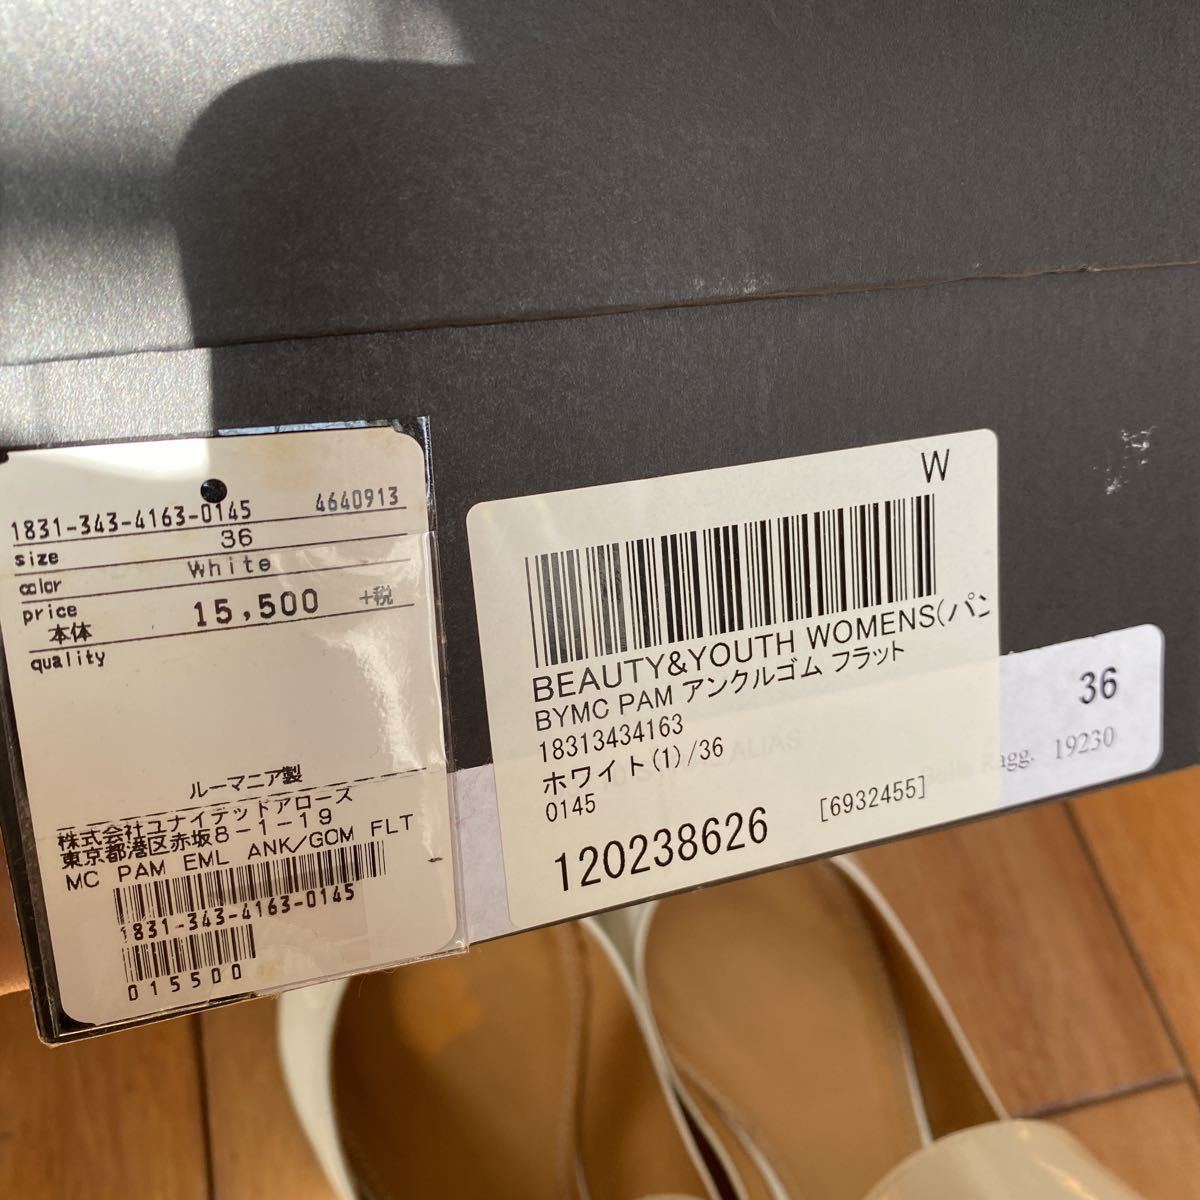 1831-343-4163-0145 4640913
size 36
color White
price 15,500 +税
本体
quality
ルーマニア製
株式会社ユナイテッドアローズ
東京都港区赤坂8-1-19
MC PAM EML ANK/GOM FLT
1831-343-4163-0145
015500
W
BEAUTY&YOUTH WOMENS(パン
BYMC PAM アンクルゴム フラット
18313434163
ホワイト(1)/36
0145
120238626 [6932455]
36
ALIAS
Ragg. 19230